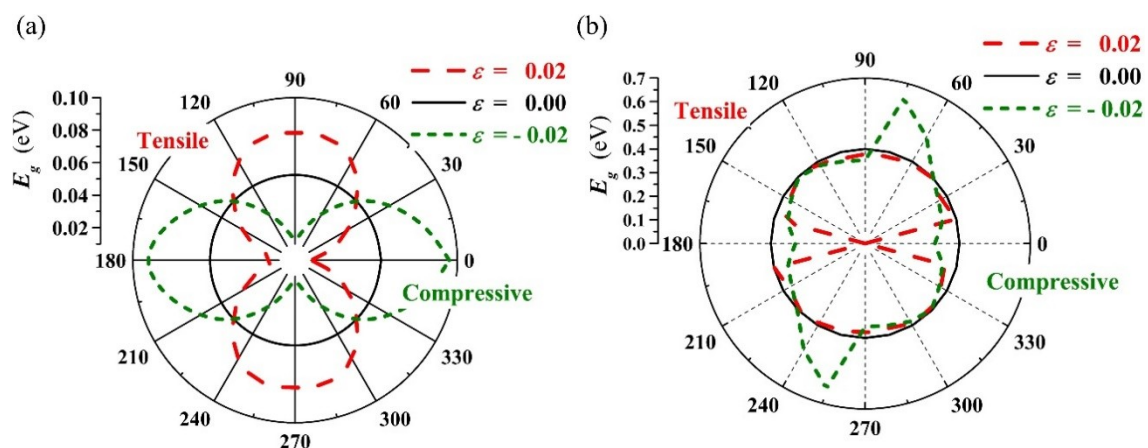 (a)
ε = 0.02
ε = 0.00
ε = - 0.02
Tensile
Compressive
E_g (eV)
0.10
0.08
0.06
0.04
0.02
90
60
30
0
330
300
270
240
210
180
150
120
(b)
ε = 0.02
ε = 0.00
ε = - 0.02
Tensile
Compressive
E_g (eV)
0.7
0.6
0.5
0.4
0.3
0.2
0.1
0.0
90
60
30
0
330
300
270
240
210
180
150
120